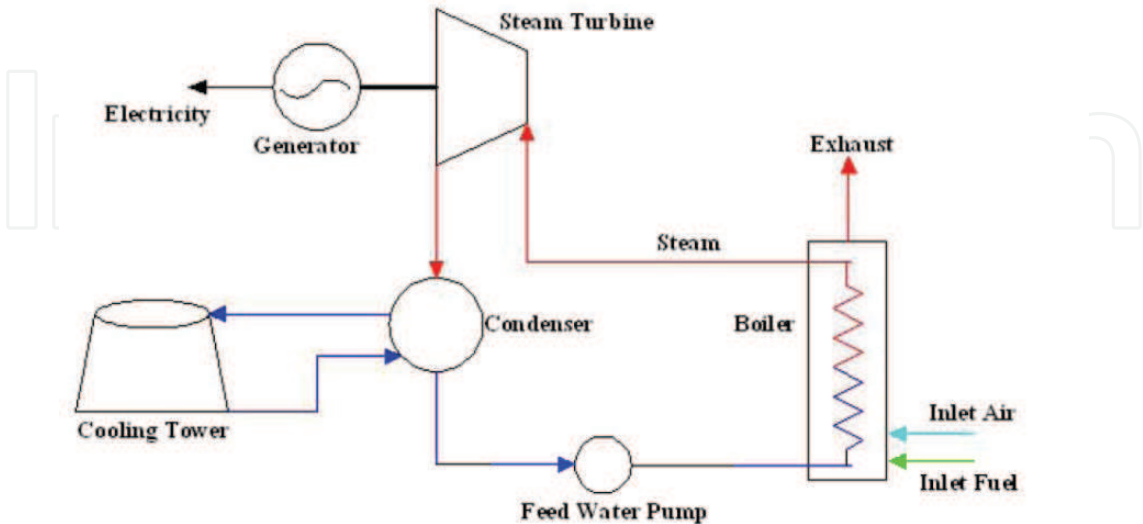 Steam Turbine
Electricity
Generator
Exhaust
Steam
Condenser
Boiler
Inlet Air
Cooling Tower
Inlet Fuel
Feed Water Pump